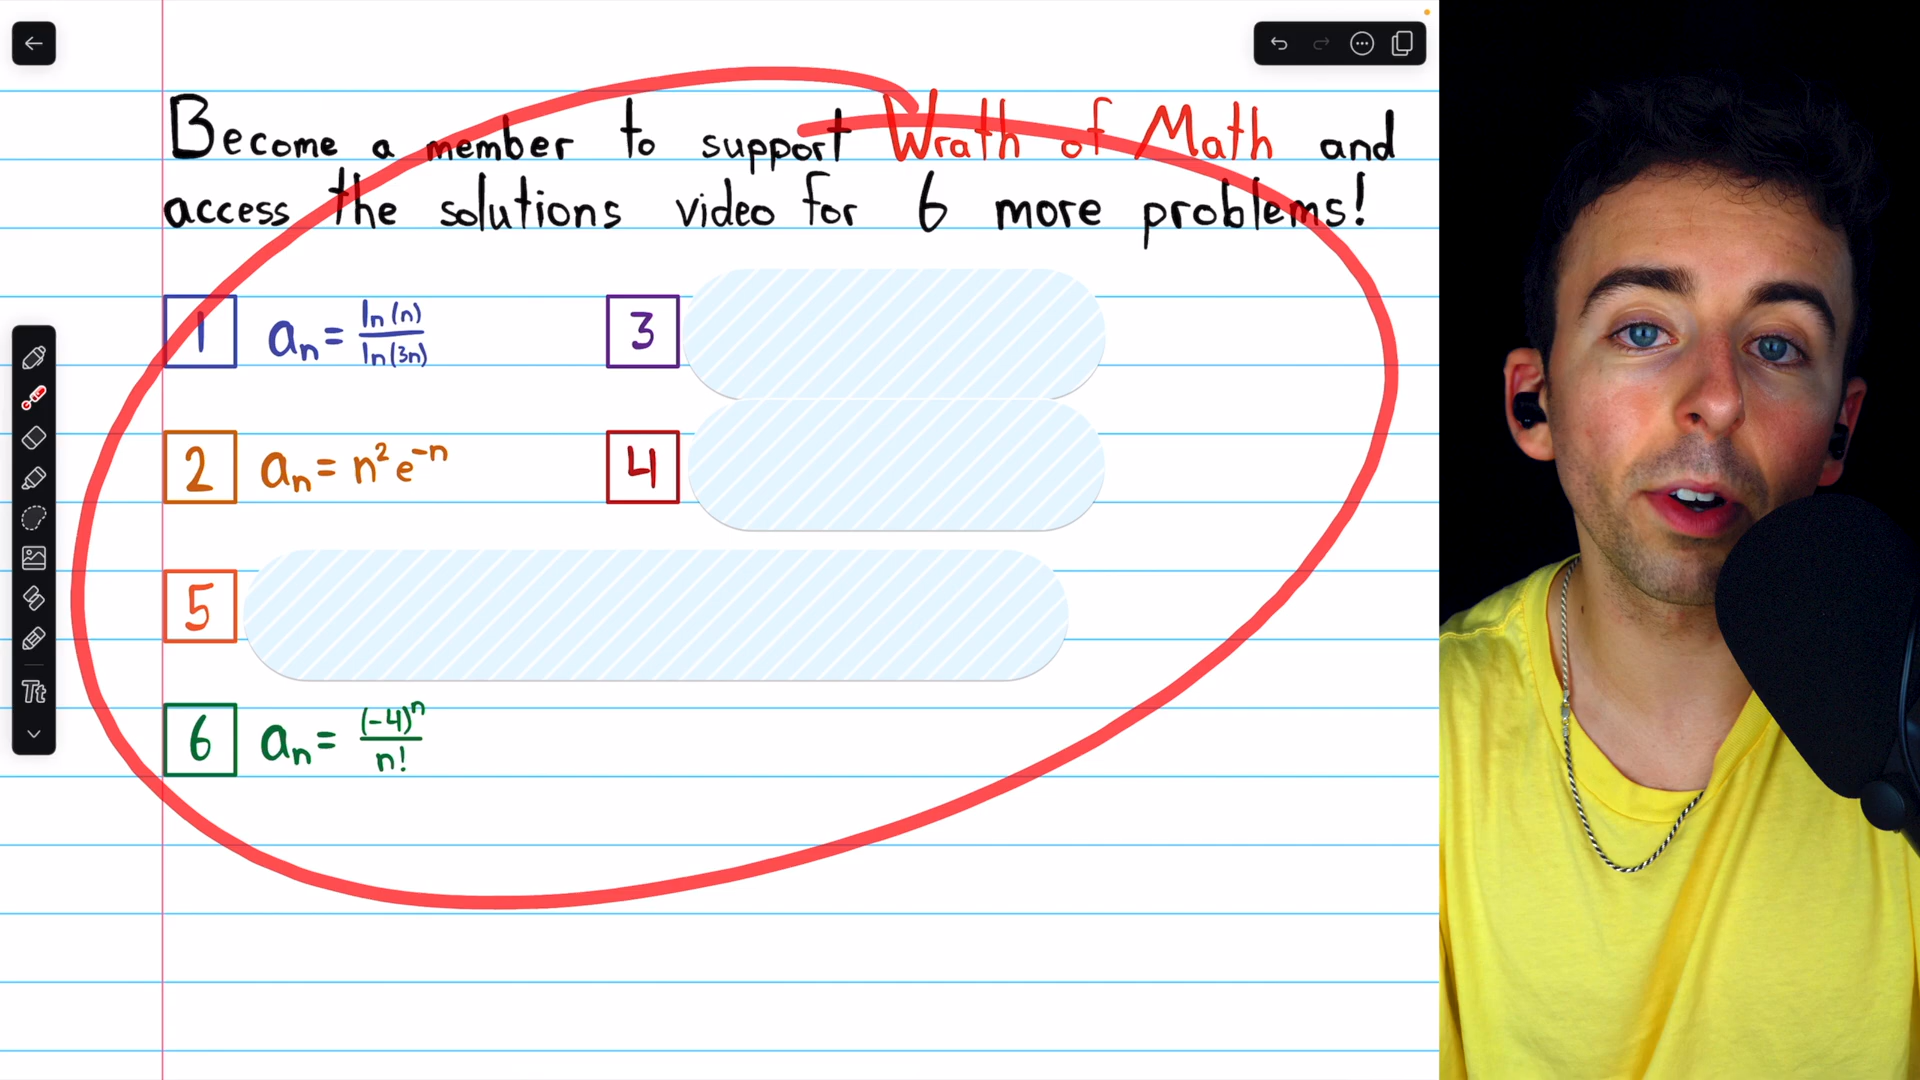 Become a member to support Wrath of Math and
access the solutions video for 6 more problems!
1 aₙ = ln(n)/ln(3n)
3
2 aₙ = n²e⁻ⁿ
4
5
6 aₙ = (-4)ⁿ/n!
Tt